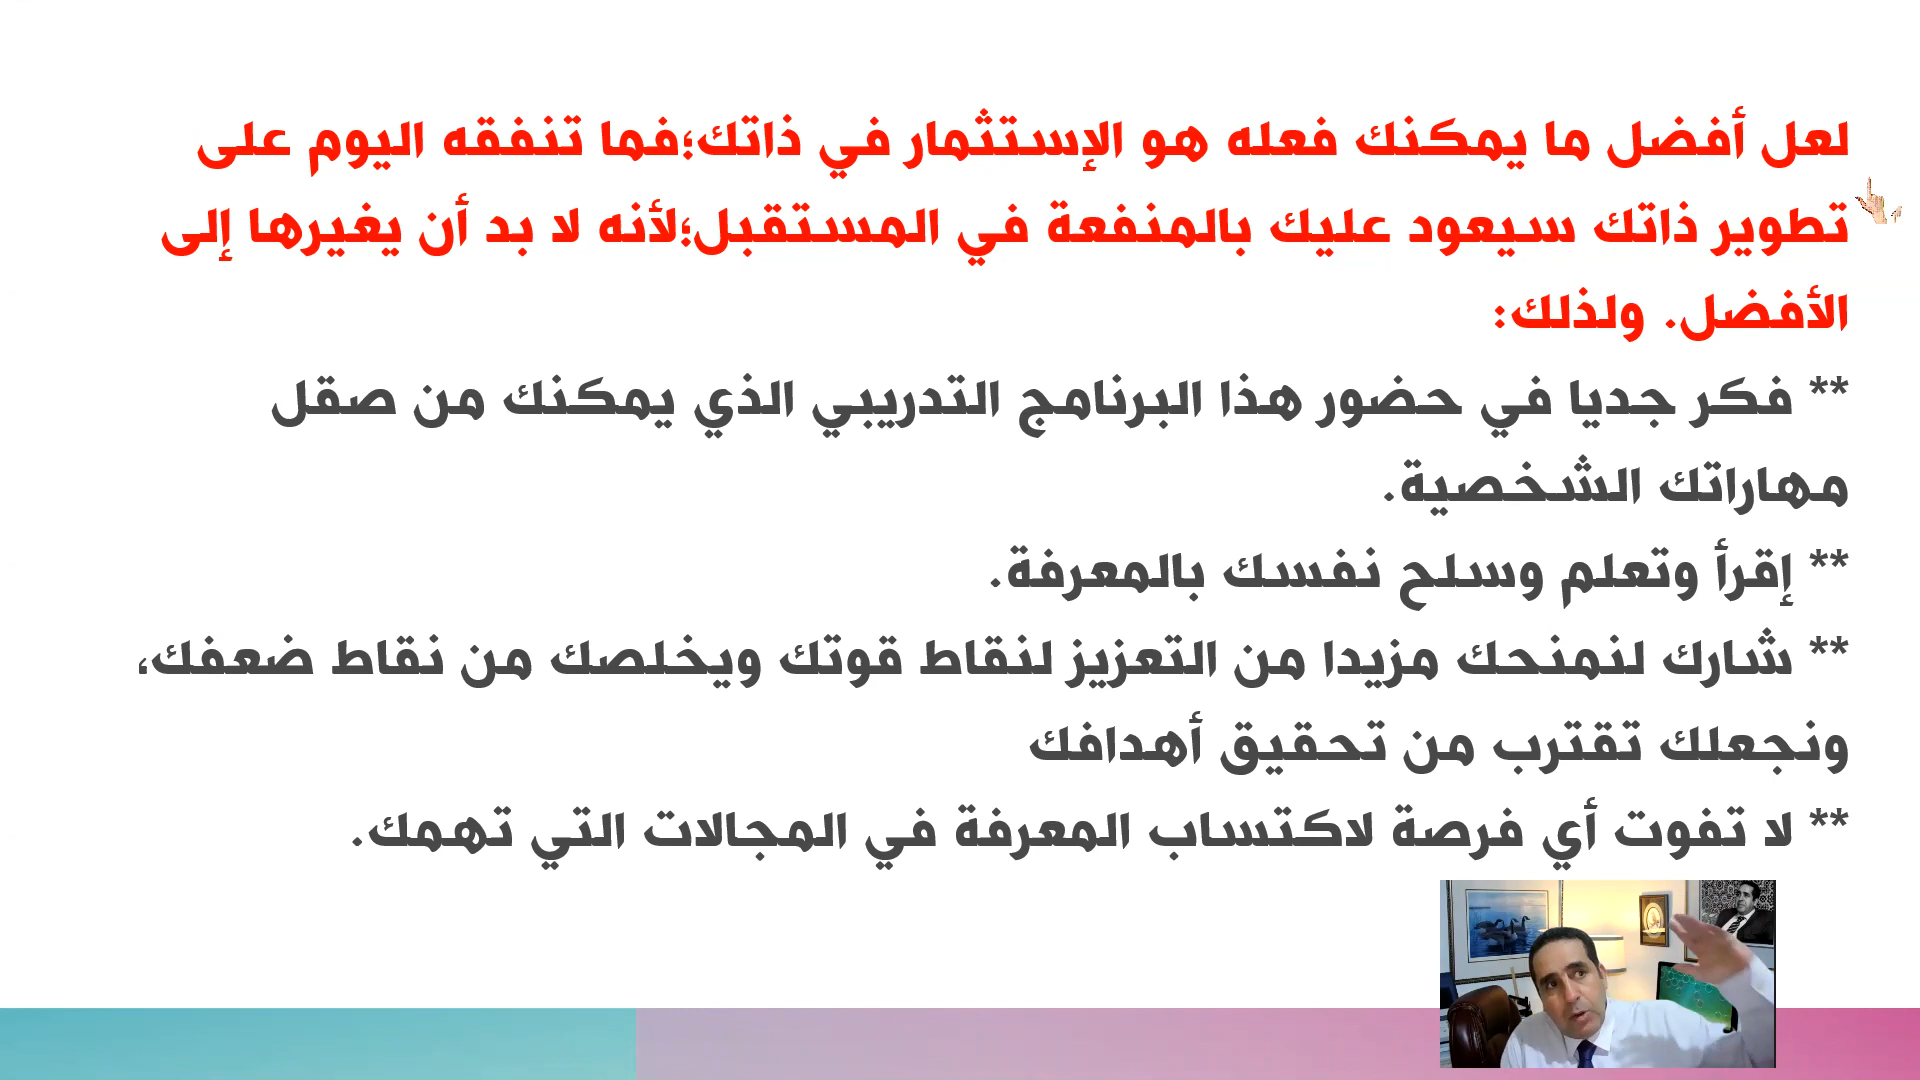 لعل أفضل ما يمكنك فعله هو الإستثمار في ذاتك؛فما تنفقه اليوم على
تطوير ذاتك سيعود عليك بالمنفعة في المستقبل؛لأنه لا بد أن يغيرها إلى
الأفضل. ولذلك:
** فكر جديا في حضور هذا البرنامج التدريبي الذي يمكنك من صقل
مهاراتك الشخصية.
** إقرأ وتعلم وسلح نفسك بالمعرفة.
** شارك لنمنحك مزيدا من التعزيز لنقاط قوتك ويخلصك من نقاط ضعفك،
ونجعلك تقترب من تحقيق أهدافك
** لا تفوت أي فرصة لاكتساب المعرفة في المجالات التي تهمك.